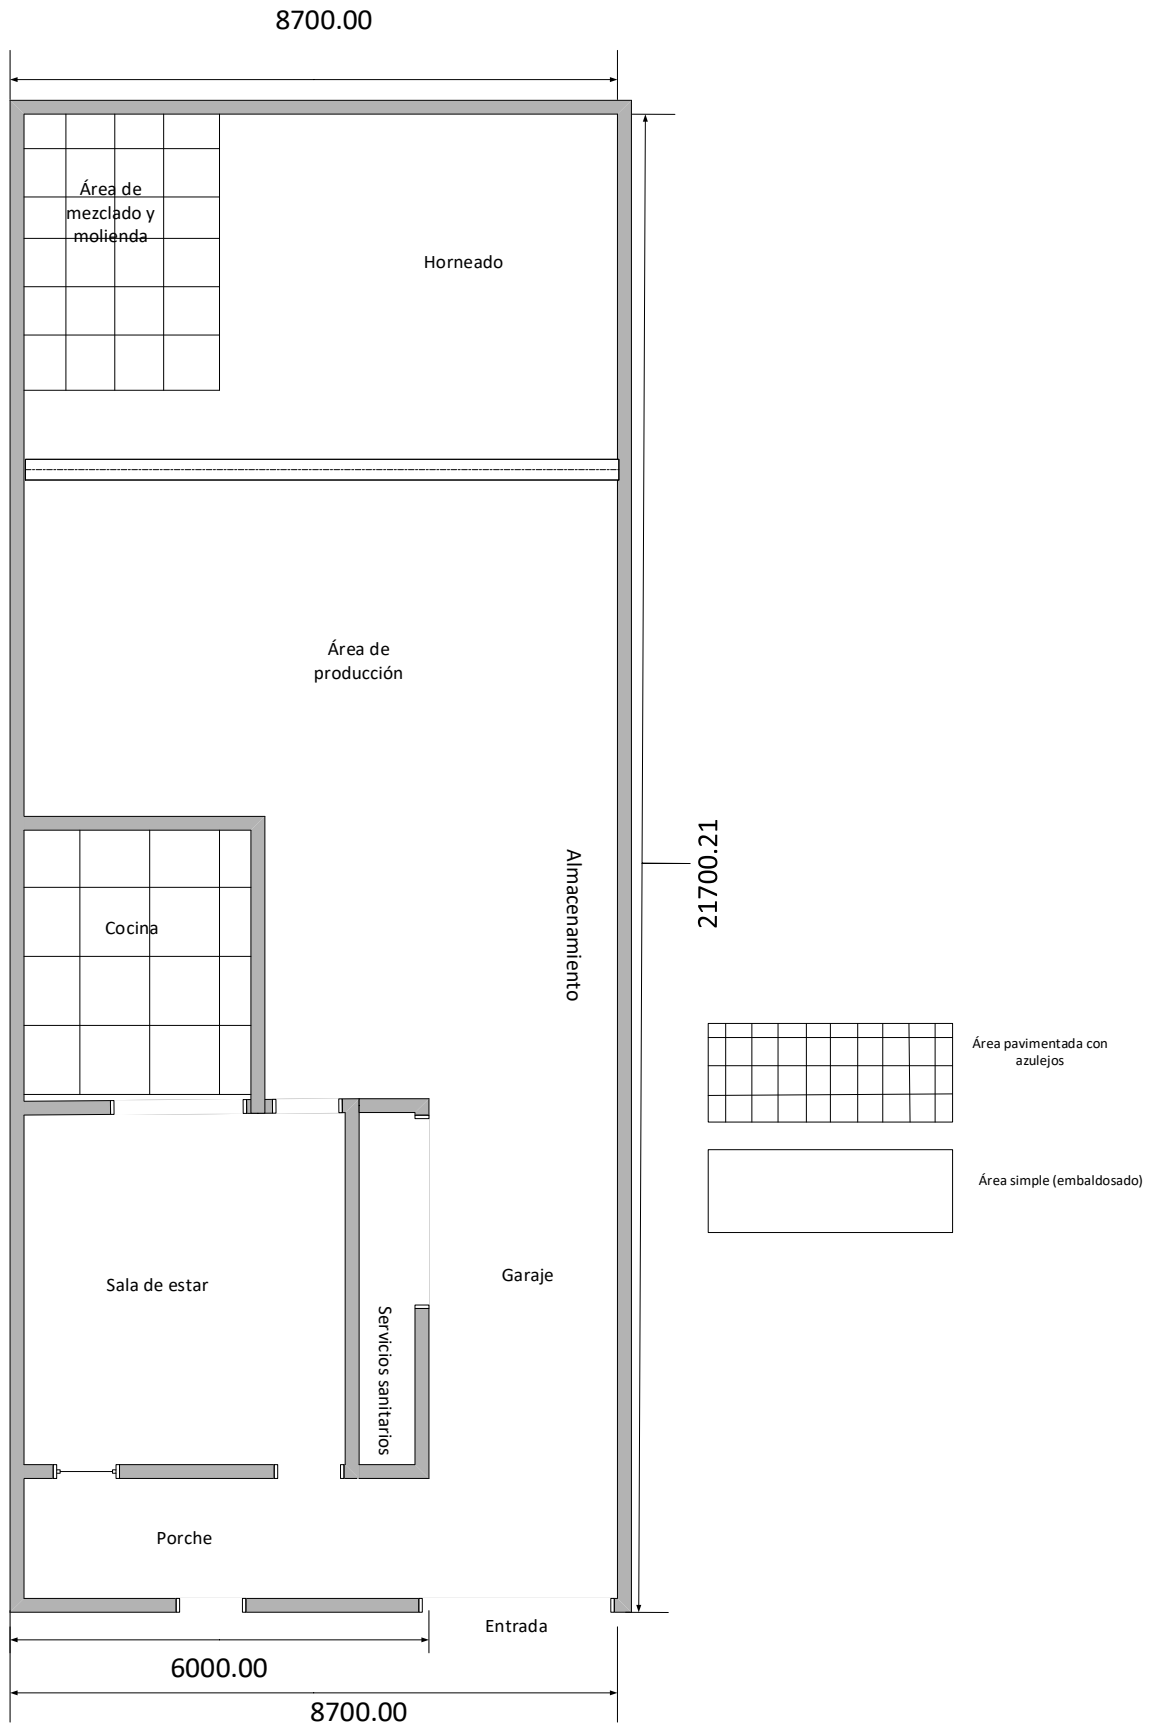 8700.00
Área de
mezclado y
molienda
Horneado
Área de
producción
Almacenamiento
21700.21
Cocina
Área pavimentada con
azulejos
Área simple (embaldosado)
Sala de estar
Garaje
Servicios sanitarios
Porche
Entrada
6000.00
8700.00